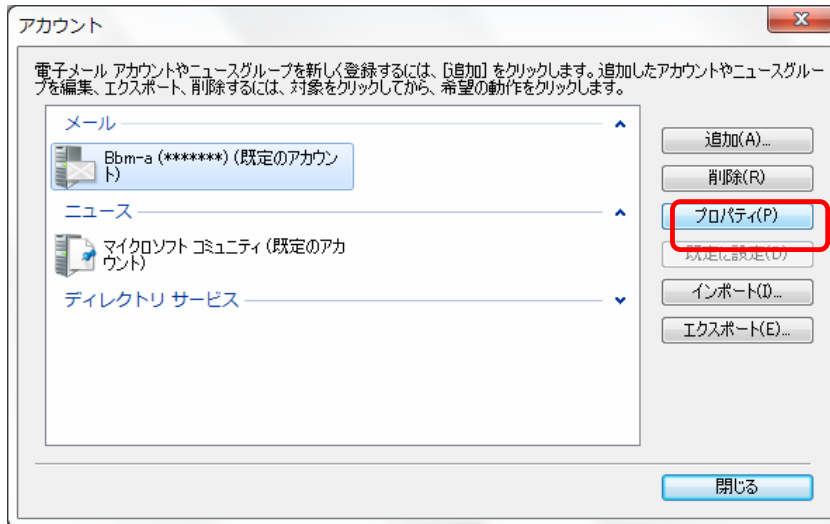 アカウント
電子メール アカウントやニュースグループを新しく登録するには、[追加] をクリックします。追加したアカウントやニュースグルー
プを編集、エクスポート、削除するには、対象をクリックしてから、希望の動作をクリックします。
メール
Bbm-a (*******) (既定のアカウン
ト)
ニュース
マイクロソフト コミュニティ (既定のアカ
ウント)
ディレクトリ サービス
追加(A)...
削除(R)
プロパティ(P)
既定に設定(D)
インポート(I)...
エクスポート(E)...
閉じる